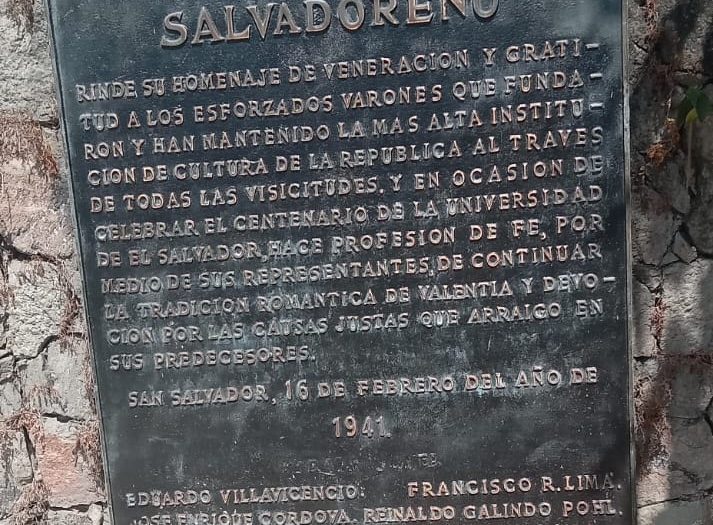 SALVADOREÑO
RINDE SU HOMENAJE DE VENERACION Y GRATI-
TUD A LOS ESFORZADOS VARONES QUE FUNDA-
RON Y HAN MANTENIDO LA MAS ALTA INSTITU-
CION DE CULTURA DE LA REPUBLICA AL TRAVES
DE TODAS LAS VISICITUDES, Y EN OCASION DE
CELEBRAR EL CENTENARIO DE LA UNIVERSIDAD
DE EL SALVADOR, HACE PROFESION DE FE, POR
MEDIO DE SUS REPRESENTANTES, DE CONTINUAR
LA TRADICION ROMANTICA DE VALENTIA Y DEVO-
CION POR LAS CAUSAS JUSTAS QUE ARRAIGO EN
SUS PREDECESORES.
SAN SALVADOR, 16 DE FEBRERO DEL AÑO DE
1941.
EDUARDO VILLAVICENCIO. FRANCISCO R. LIMA.
JOSE ENRIQUE CORDOVA. REINALDO GALINDO POHL.